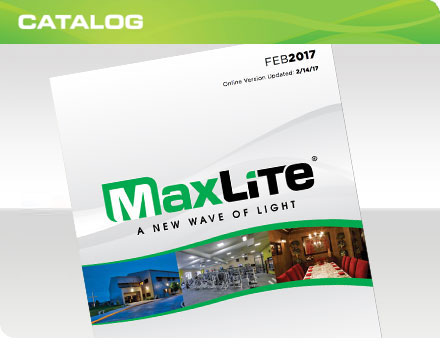 CATALOG
FEB2017
Online Version Updated: 2/14/17
MAXLITE®
A NEW WAVE OF LIGHT